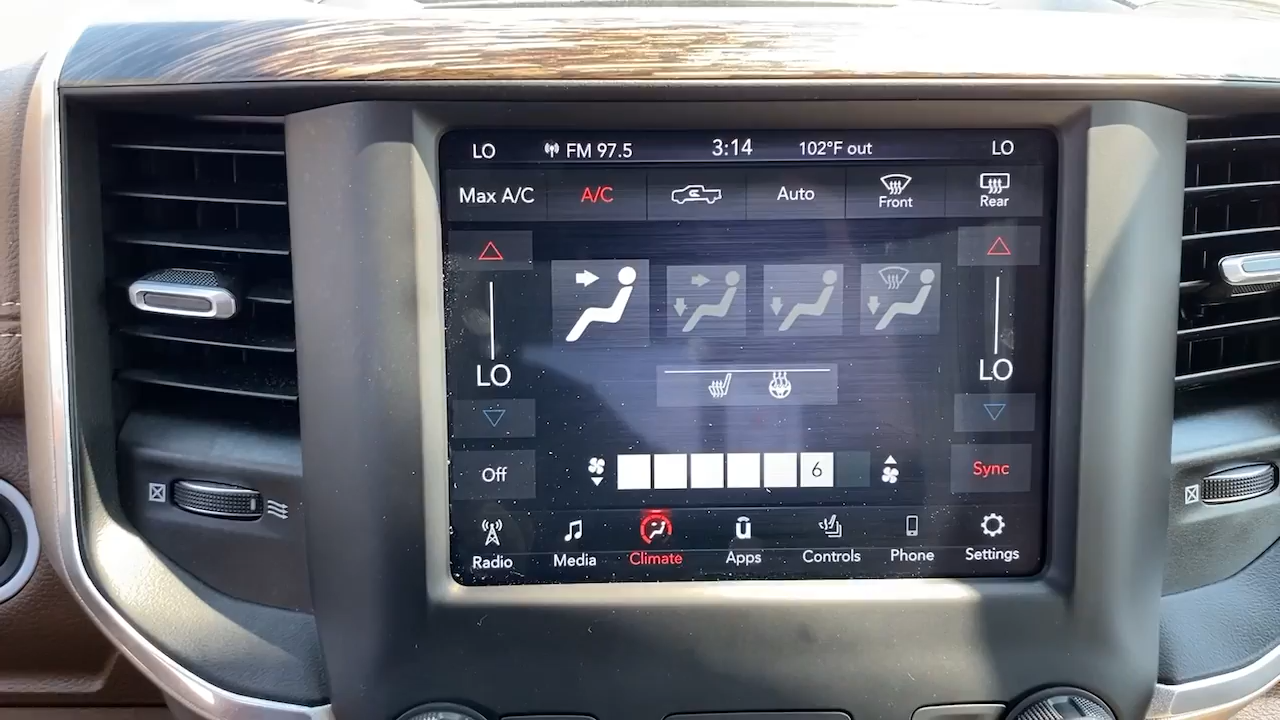 LO FM 97.5 3:14 102°F out LO
Max A/C A/C Auto Front Rear
LO LO
Off 6 Sync
Radio Media Climate Apps Controls Phone Settings